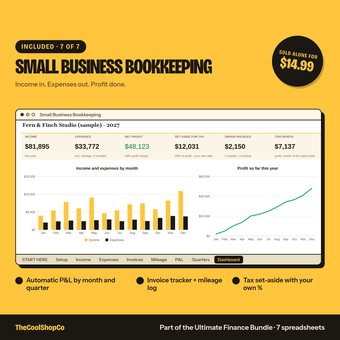 INCLUDED · 7 OF 7
SOLD ALONE FOR
$14.99
SMALL BUSINESS BOOKKEEPING
Income in. Expenses out. Profit done.
Small Business Bookkeeping
Fern & Finch Studio (sample) · 2027
INCOME EXPENSES NET PROFIT SET ASIDE FOR TAX UNPAID INVOICES THIS MONTH
$81,895 $33,772 $48,123 $12,031 $2,150 $7,137
Income and expenses by month
Profit so far this year
Income Expenses
START HERE Setup Income Expenses Invoices Mileage P&L Quarters Dashboard
Automatic P&L by month and quarter
Invoice tracker + mileage log
Tax set-aside with your own %
TheCoolShopCo
Part of the Ultimate Finance Bundle · 7 spreadsheets